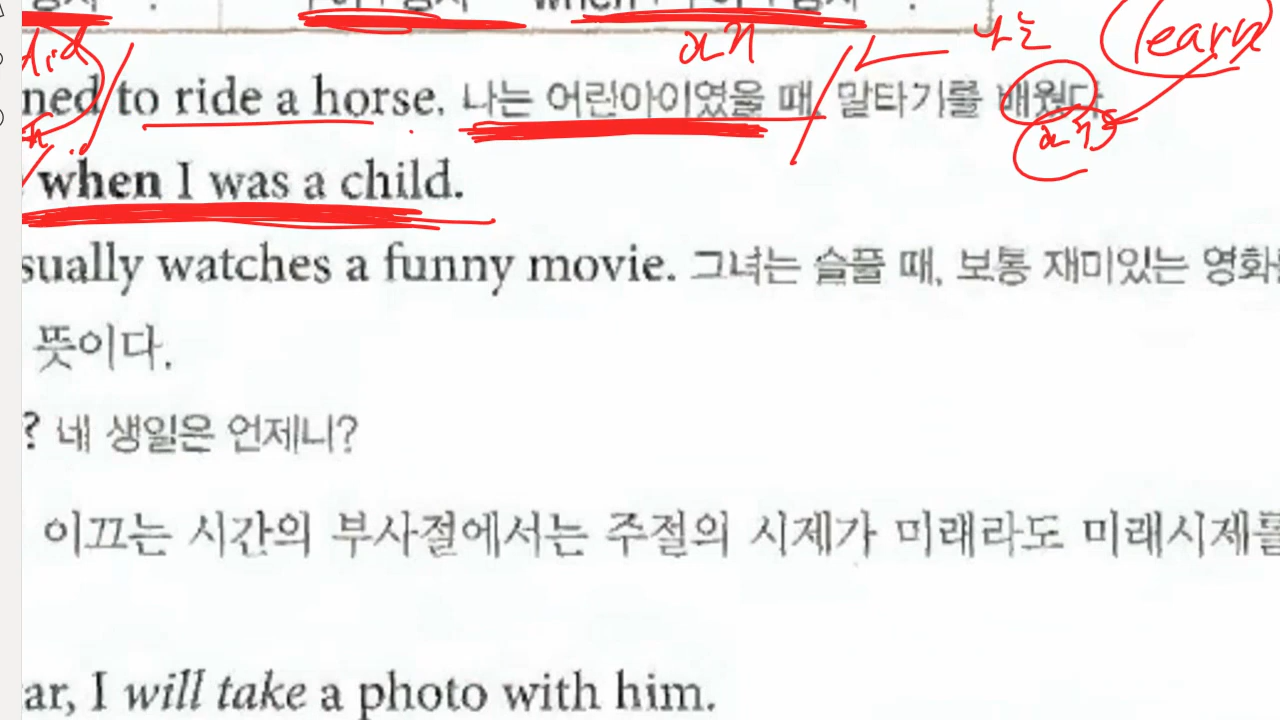 when
나는 learn
ned to ride a horse. 나는 어린아이였을 때, 말타기를 배웠다.
when I was a child.
sually watches a funny movie. 그녀는 슬플 때, 보통 재미있는 영화를
뜻이다.
? 네 생일은 언제니?
이끄는 시간의 부사절에서는 주절의 시제가 미래라도 미래시제를
ar, I will take a photo with him.